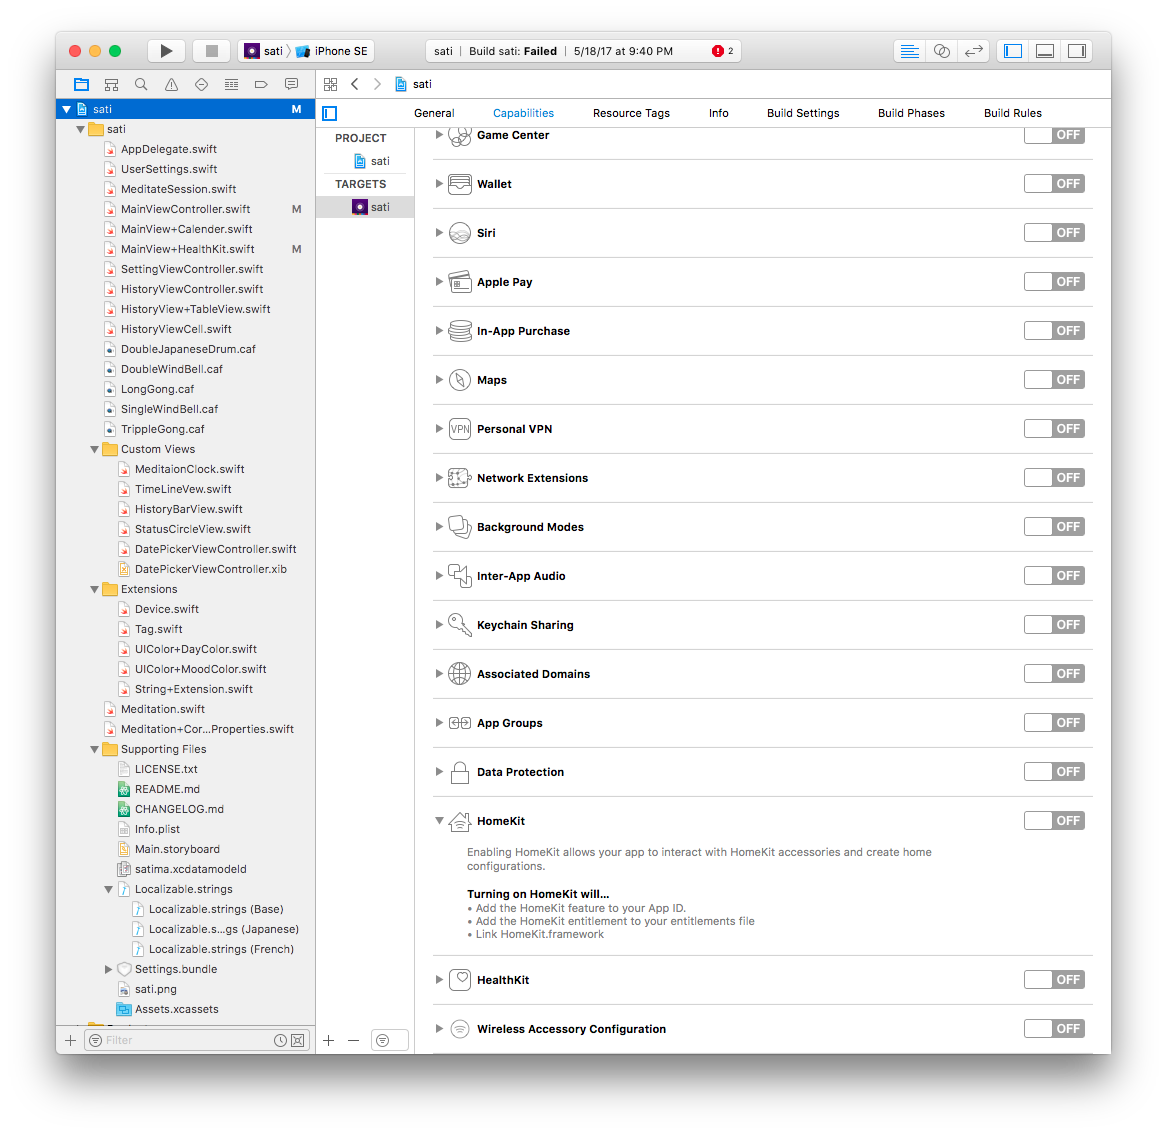 sati iPhone SE
sati Build sati: Failed 5/18/17 at 9:40 PM 2
sati M
sati
AppDelegate.swift
UserSettings.swift
MeditateSession.swift
MainViewController.swift M
MainView+Calender.swift
MainView+HealthKit.swift M
SettingViewController.swift
HistoryViewController.swift
HistoryView+TableView.swift
HistoryViewCell.swift
DoubleJapaneseDrum.caf
DoubleWindBell.caf
LongGong.caf
SingleWindBell.caf
TrippleGong.caf
Custom Views
MeditaionClock.swift
TimeLineVew.swift
HistoryBarView.swift
StatusCircleView.swift
DatePickerViewController.swift
DatePickerViewController.xib
Extensions
Device.swift
Tag.swift
UIColor+DayColor.swift
UIColor+MoodColor.swift
String+Extension.swift
Meditation.swift
Meditation+Cor...Properties.swift
Supporting Files
LICENSE.txt
README.md
CHANGELOG.md
Info.plist
Main.storyboard
satima.xcdatamodeld
Localizable.strings
Localizable.strings (Base)
Localizable.s...gs (Japanese)
Localizable.strings (French)
Settings.bundle
sati.png
Assets.xcassets
Filter
sati
General Capabilities Resource Tags Info Build Settings Build Phases Build Rules
PROJECT
sati
TARGETS
sati
Game Center OFF
Wallet OFF
Siri OFF
Apple Pay OFF
In-App Purchase OFF
Maps OFF
VPN Personal VPN OFF
Network Extensions OFF
Background Modes OFF
Inter-App Audio OFF
Keychain Sharing OFF
Associated Domains OFF
App Groups OFF
Data Protection OFF
HomeKit OFF
Enabling HomeKit allows your app to interact with HomeKit accessories and create home
configurations.
Turning on HomeKit will...
• Add the HomeKit feature to your App ID.
• Add the HomeKit entitlement to your entitlements file
• Link HomeKit.framework
HealthKit OFF
Wireless Accessory Configuration OFF